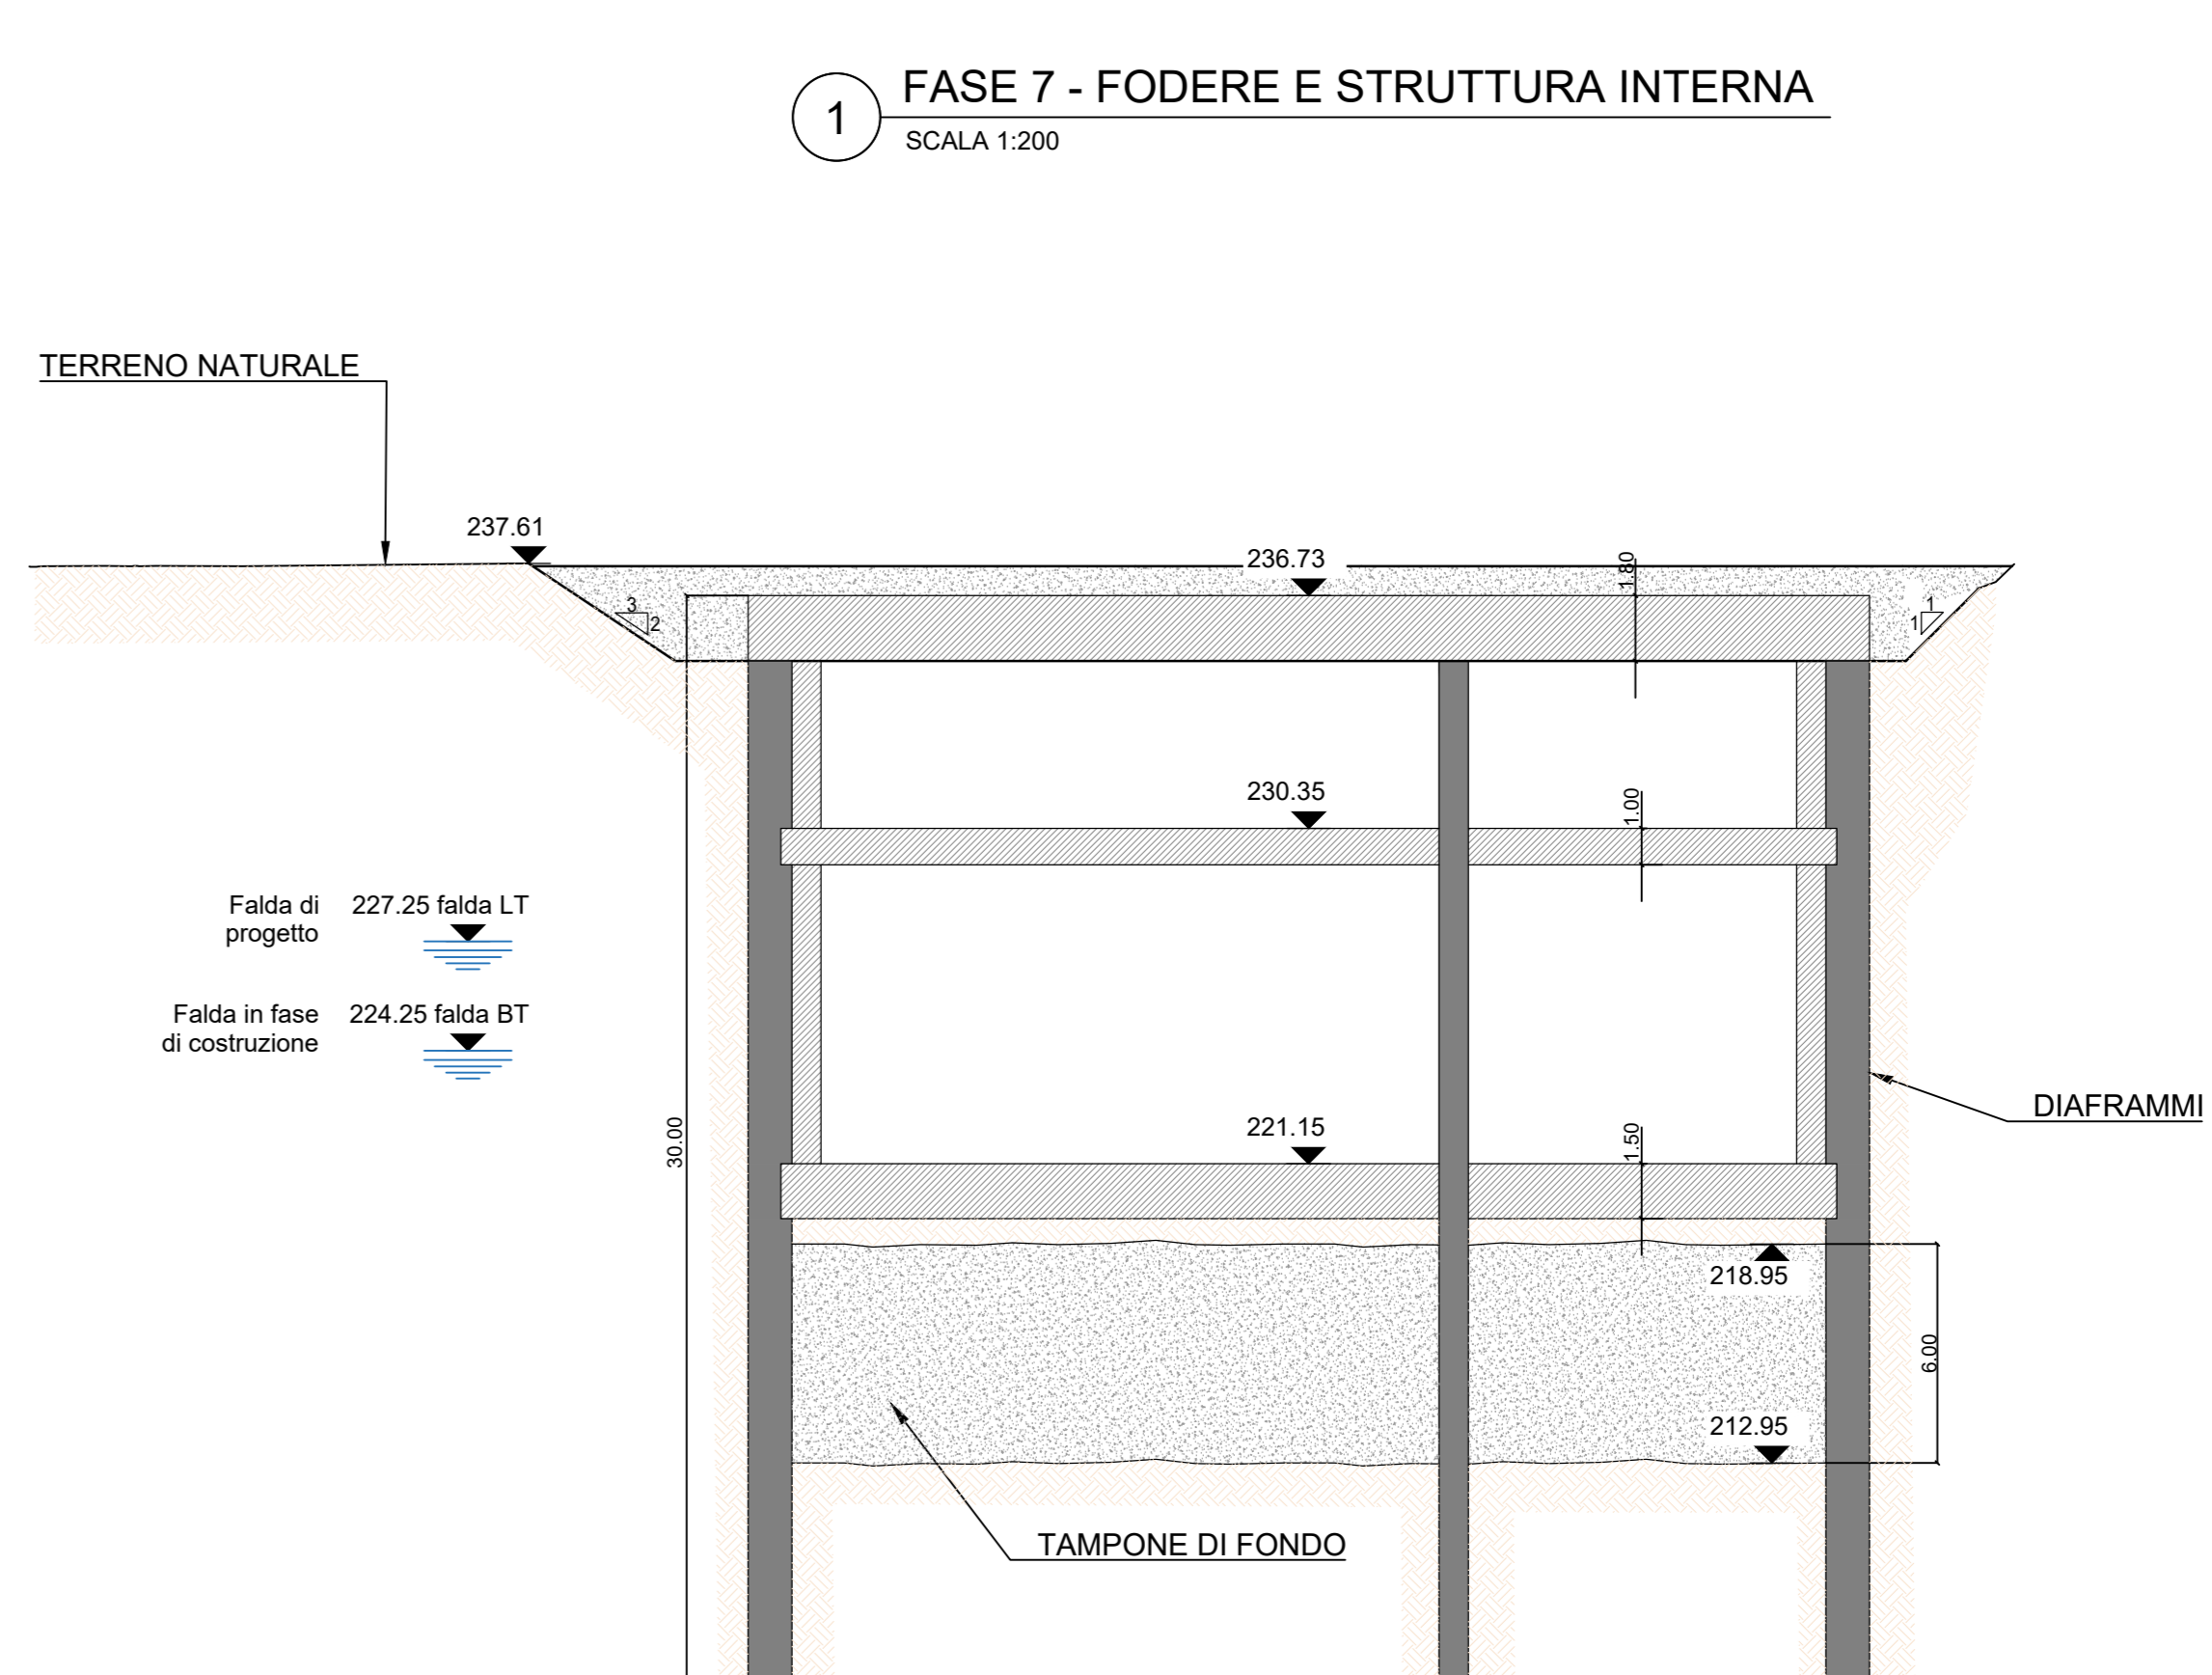 1
FASE 7 - FODERE E STRUTTURA INTERNA
SCALA 1:200
TERRENO NATURALE
237.61
236.73
1.80
3
2
1
1
230.35
1.00
Falda di
progetto
227.25 falda LT
Falda in fase
di costruzione
224.25 falda BT
30.00
221.15
1.50
DIAFRAMMI
218.95
6.00
212.95
TAMPONE DI FONDO